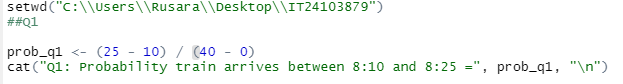 setwd("C:\\Users\\Rusara\\Desktop\\IT24103879")
##Q1
prob_q1 <- (25 - 10) / (40 - 0)
cat("Q1: Probability train arrives between 8:10 and 8:25 =", prob_q1, "\n")